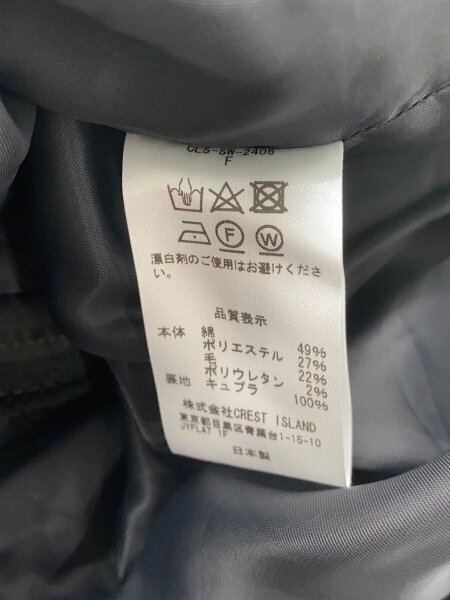 CLS-SW-2406
F
漂白剤のご使用はお避けくださ
い。
品質表示
本体 綿 49%
ポリエステル 27%
毛 22%
ポリウレタン 2%
裏地 キュプラ 100%
株式会社CREST ISLAND
東京都目黒区青葉台1-15-10
JYFLAT 1F
日本製